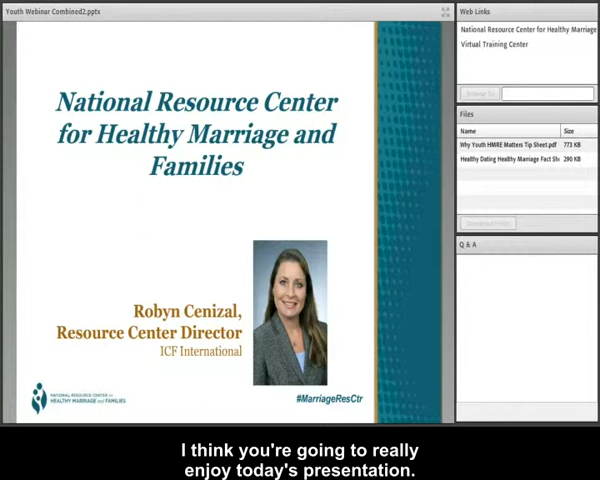 Youth Webinar Combined2.pptx
National Resource Center
for Healthy Marriage and
Families
Robyn Cenizal,
Resource Center Director
ICF International
NATIONAL RESOURCE CENTER for
HEALTHY MARRIAGE and FAMILIES
#MarriageResCtr
Web Links
National Resource Center for Healthy Marriage
Virtual Training Center
Browse To
Files
Name Size
Why Youth HMRE Matters Tip Sheet.pdf 773 KB
Healthy Dating Healthy Marriage Fact She 290 KB
Q & A
I think you're going to really
enjoy today's presentation.